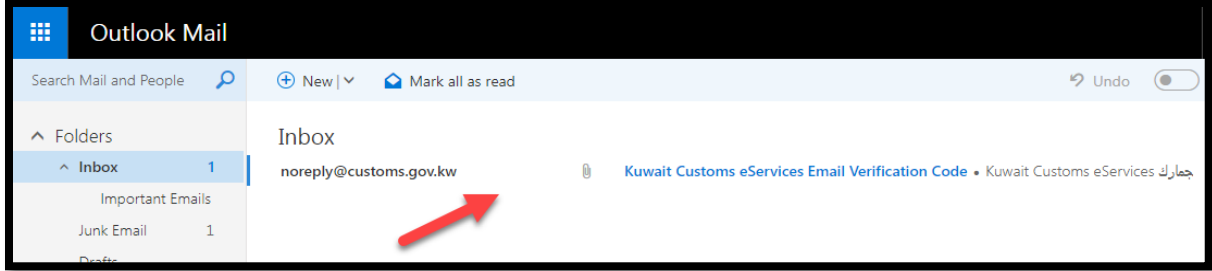 Outlook Mail
Search Mail and People
New
Mark all as read
Undo
Folders
Inbox 1
Important Emails
Junk Email 1
Drafts
Inbox
noreply@customs.gov.kw Kuwait Customs eServices Email Verification Code • Kuwait Customs eServices جمارك